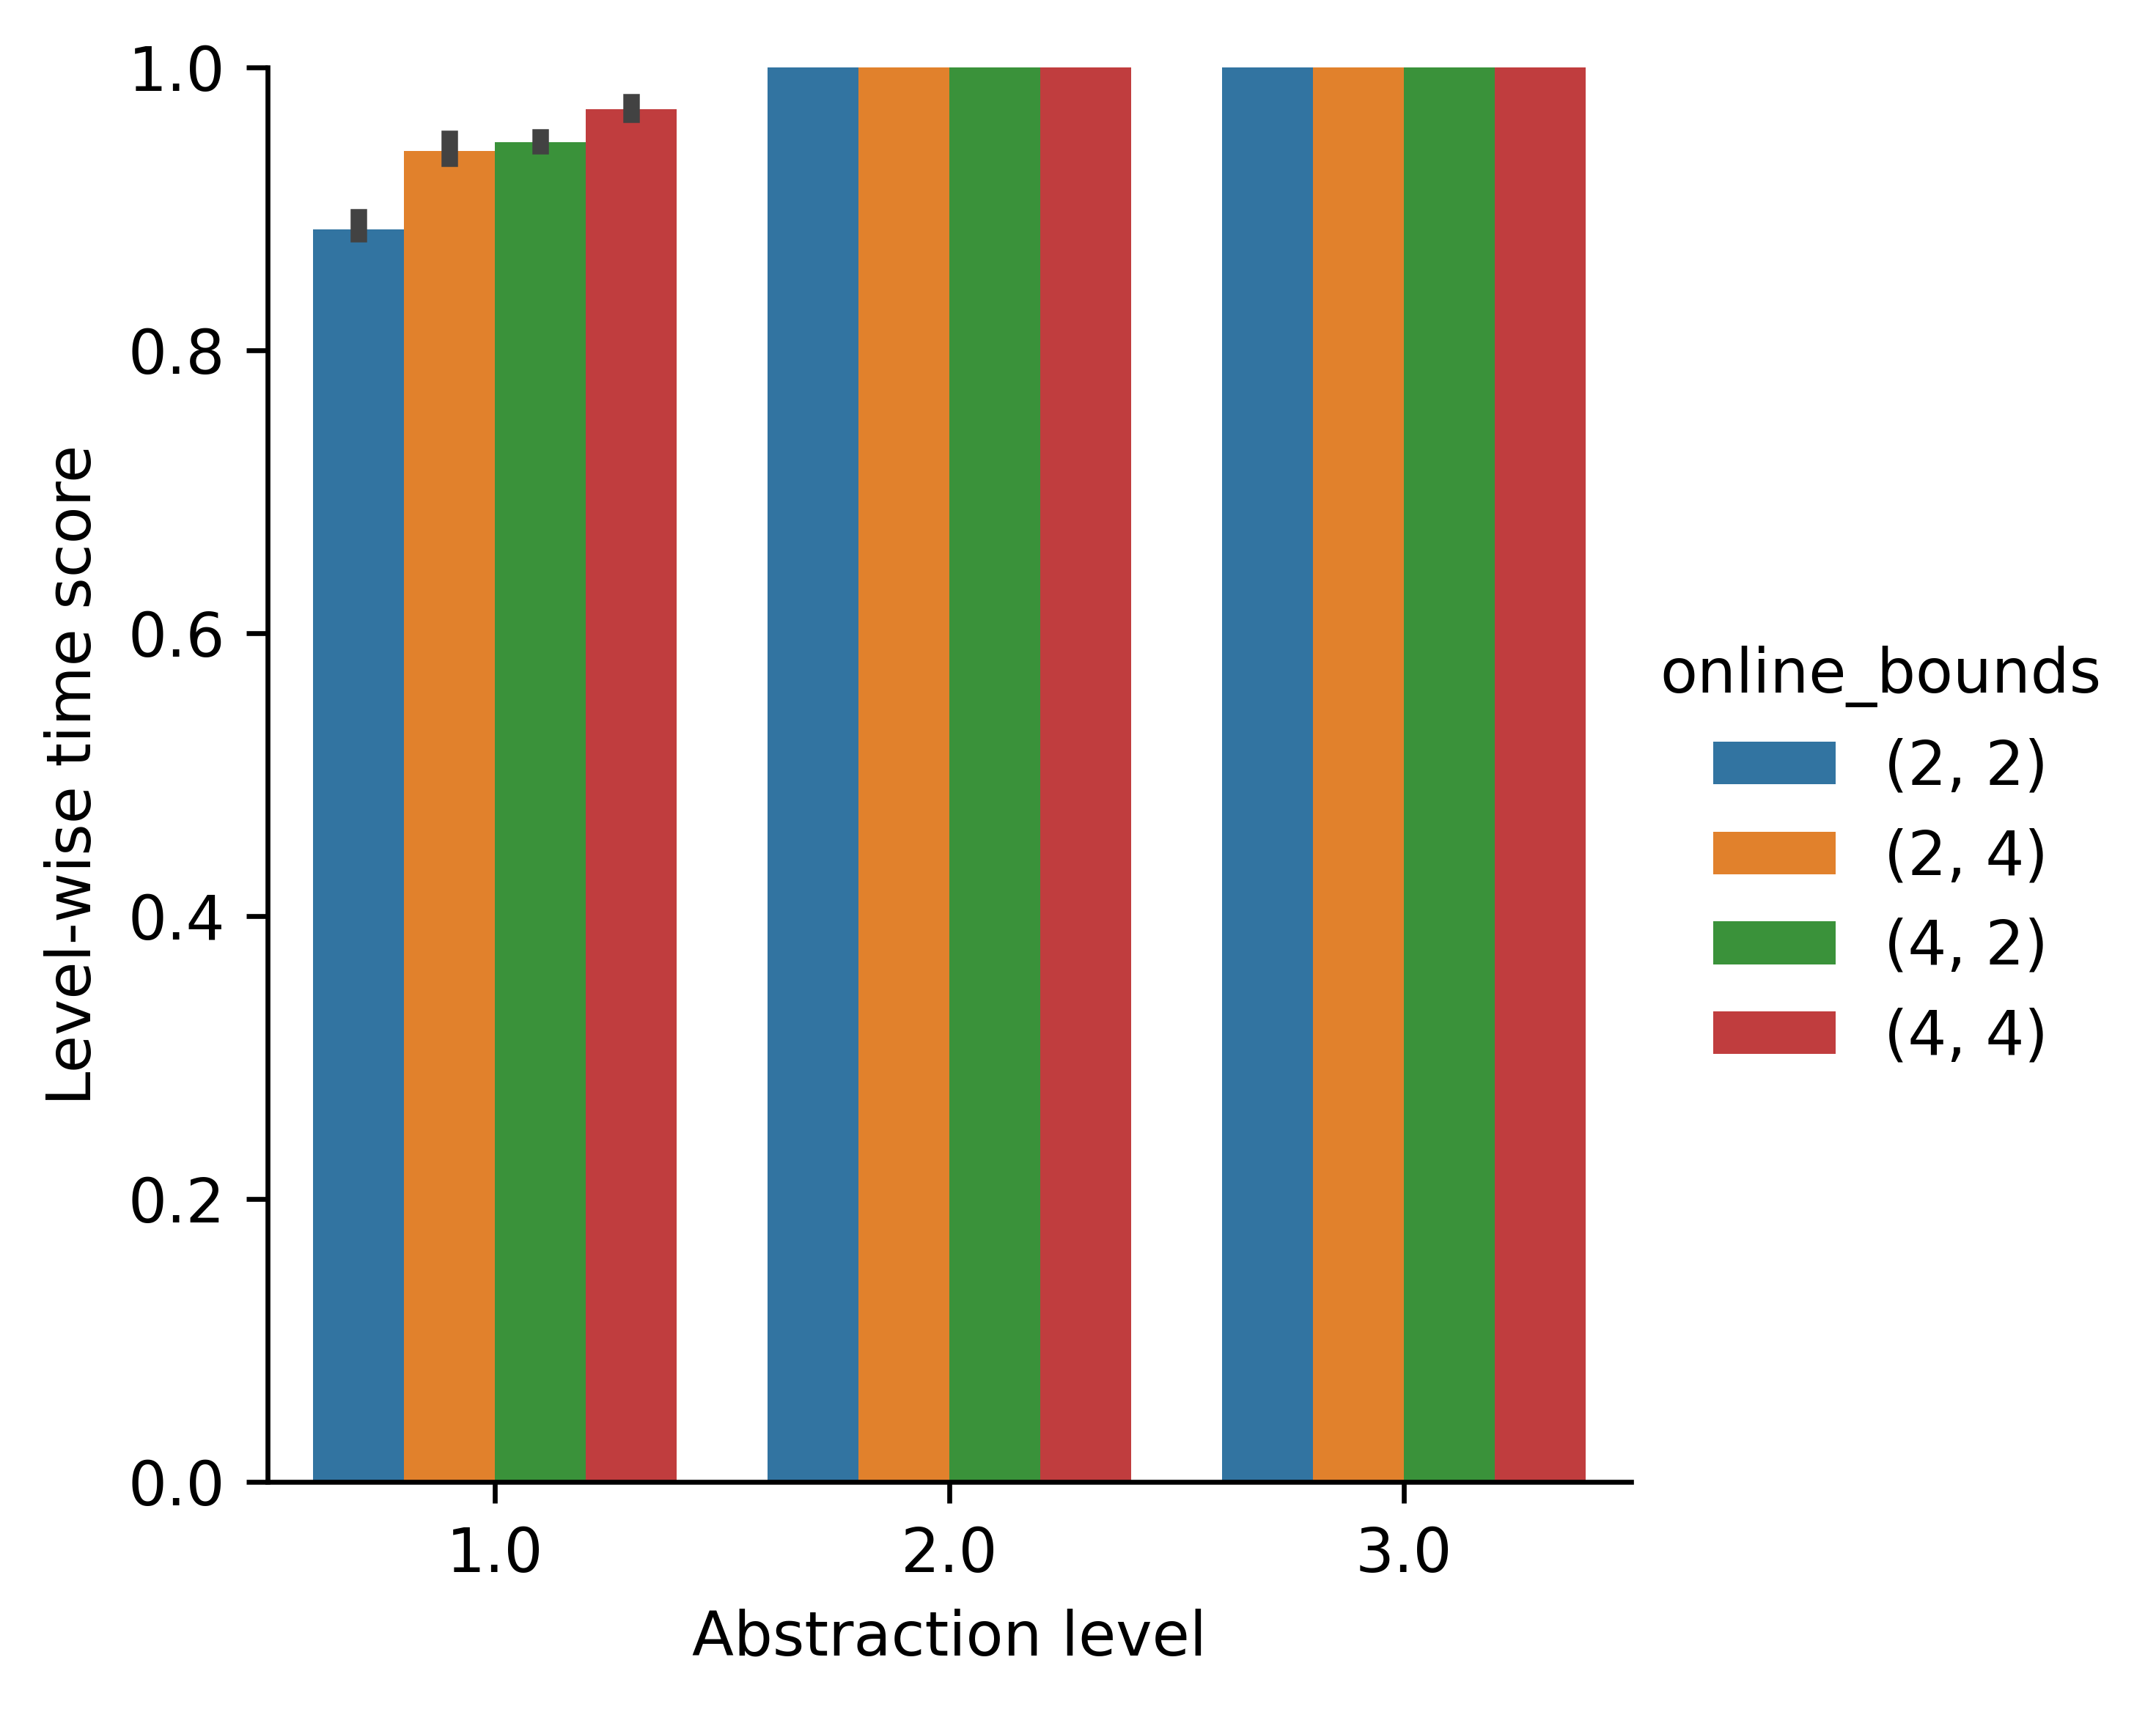 1.0
0.8
0.6
0.4
0.2
0.0
Level-wise time score
1.0 2.0 3.0
Abstraction level
online_bounds
(2, 2)
(2, 4)
(4, 2)
(4, 4)